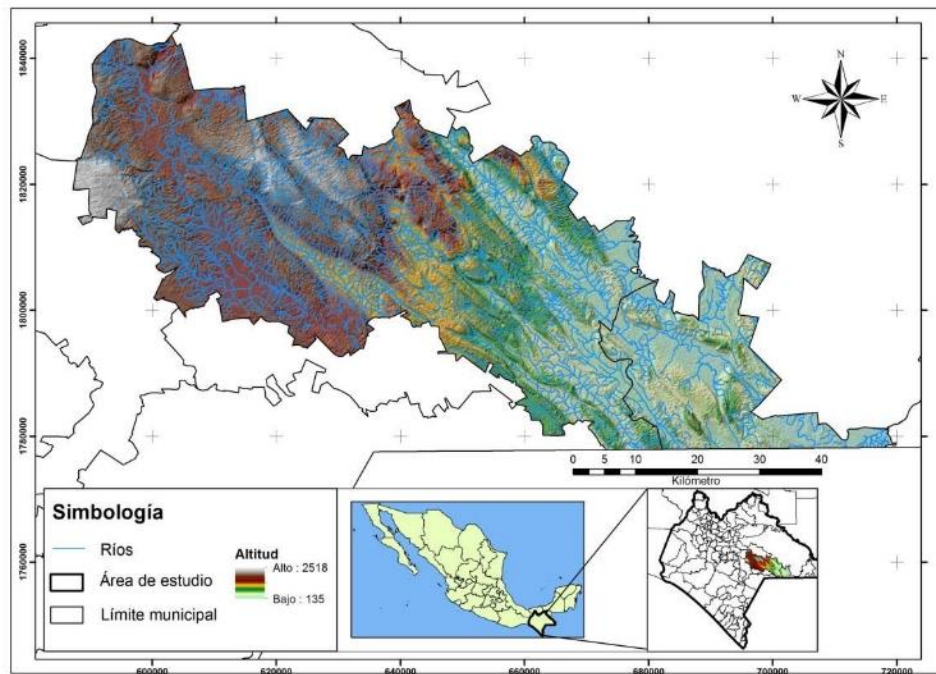 N
W E
S
1840000
1820000
1800000
1780000
1760000
0 5 10 20 30 40
Kilómetro
Simbología
Ríos
Área de estudio
Límite municipal
Altitud
Alto : 2518
Bajo : 135
600000 620000 640000 660000 680000 700000 720000